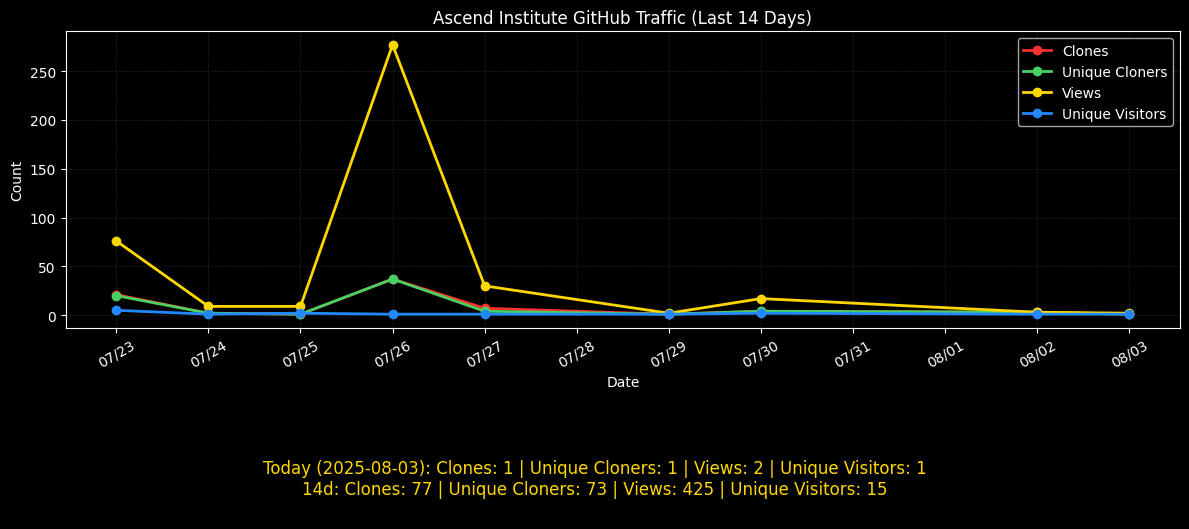 Ascend Institute GitHub Traffic (Last 14 Days)
Clones
Unique Cloners
Views
Unique Visitors
Count
250
200
150
100
50
0
07/23
07/24
07/25
07/26
07/27
07/28
07/29
07/30
07/31
08/01
08/02
08/03
Date
Today (2025-08-03): Clones: 1 | Unique Cloners: 1 | Views: 2 | Unique Visitors: 1
14d: Clones: 77 | Unique Cloners: 73 | Views: 425 | Unique Visitors: 15